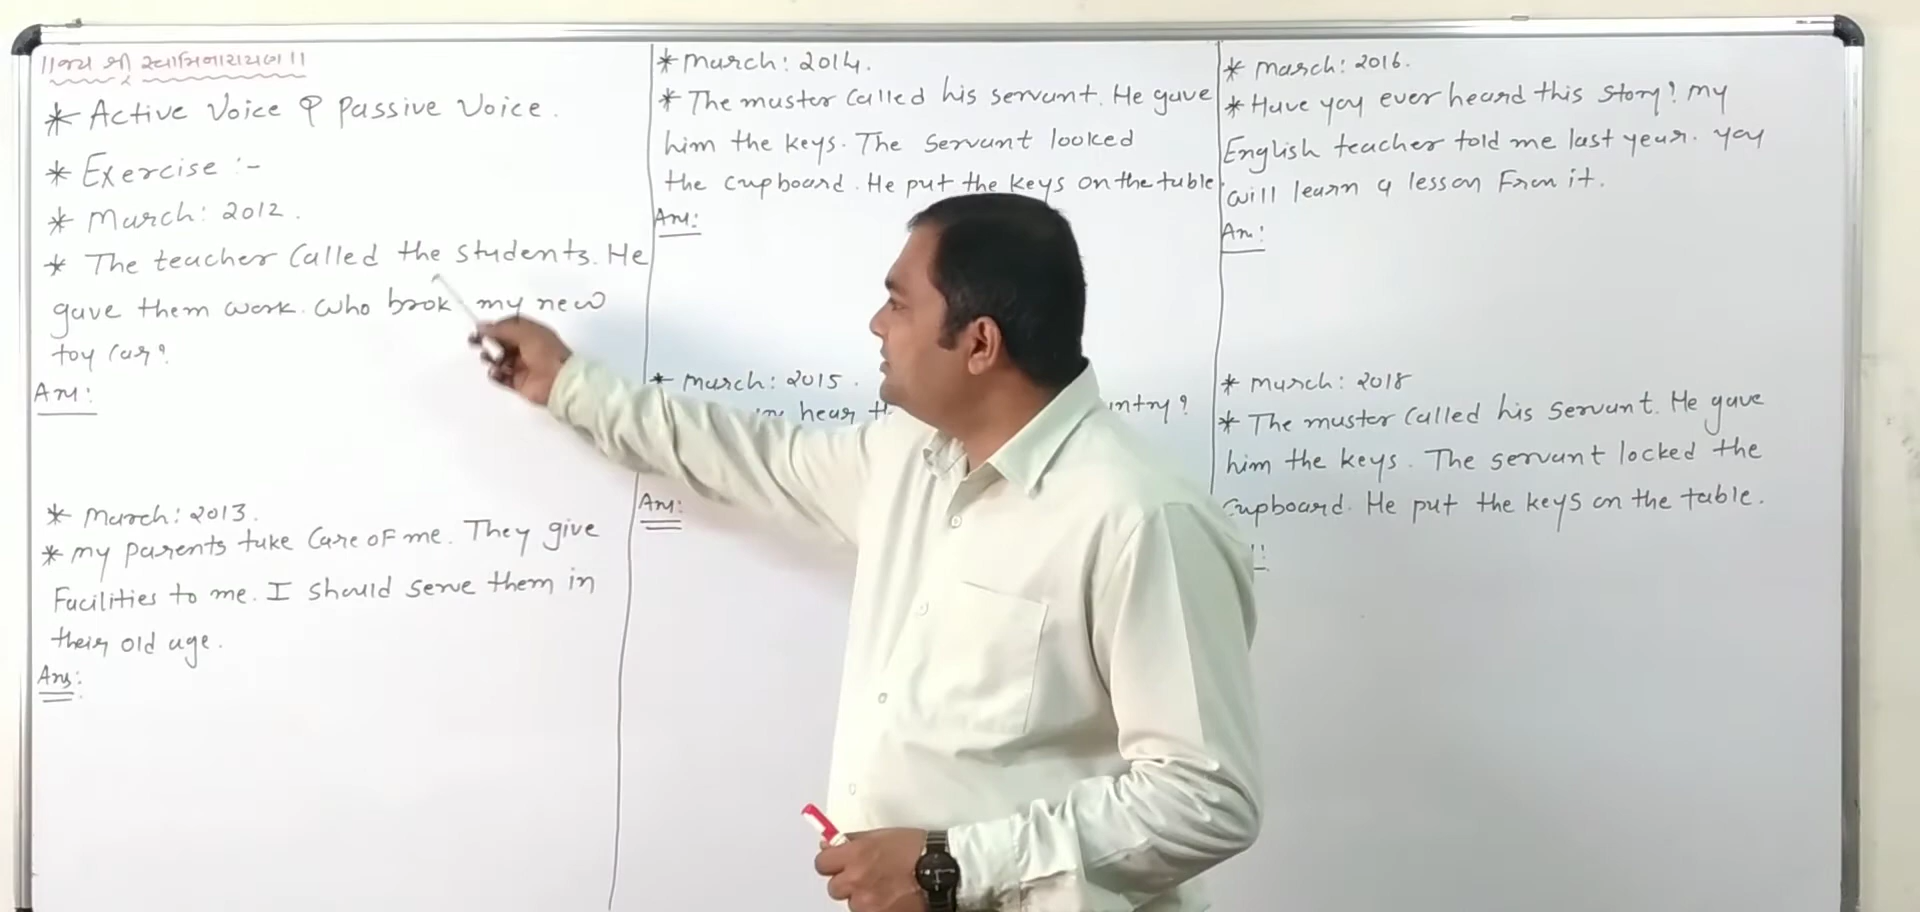 ||જય શ્રી સ્વામિનારાયણ||
* Active Voice & Passive Voice.
* Exercise :-
* March: 2012.
* The teacher Called the students. He
gave them work. Who brok my new
toy Car?
Ans:
* March: 2013.
* My parents take Care of me. They give
Facilities to me. I should serve them in
their old age.
Ans:
* March: 2014.
* The master Called his servant. He gave
him the keys. The Servant looked
the cupboard. He put the keys on the table.
Ans:
* March: 2015.
hear
?
Ans:
* March: 2016.
* Have you ever heard this story? My
English teacher told me last year. You
will learn a lesson From it.
Ans:
* March: 2018
* The master Called his Servant. He gave
him the keys. The servant locked the
Cupboard. He put the keys on the table.